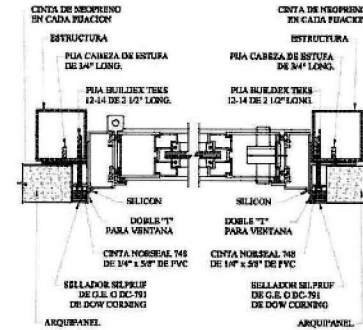 CINTA DE NEOPRENO
EN CADA FIJACION
ESTRUCTURA
PIJA CABEZA DE ESTUFA
DE 3/4" LONG.
PIJA BUILDEX TEKS
12-14 DE 2 1/2" LONG.
SILICON
DOBLE "T"
PARA VENTANA
CINTA NORSEAL 748
DE 1/4" x 5/8" DE PVC
SELLADOR SILPRUF
DE G.E. O DC-791
DE DOW CORNING
ARQUIPANEL
CINTA DE NEOPRENO
EN CADA FIJACION
ESTRUCTURA
PIJA CABEZA DE ESTUFA
DE 3/4" LONG.
PIJA BUILDEX TEKS
12-14 DE 2 1/2" LONG.
SILICON
DOBLE "T"
PARA VENTANA
CINTA NORSEAL 748
DE 1/4" x 5/8" DE PVC
SELLADOR SILPRUF
DE G.E. O DC-791
DE DOW CORNING
ARQUIPANEL